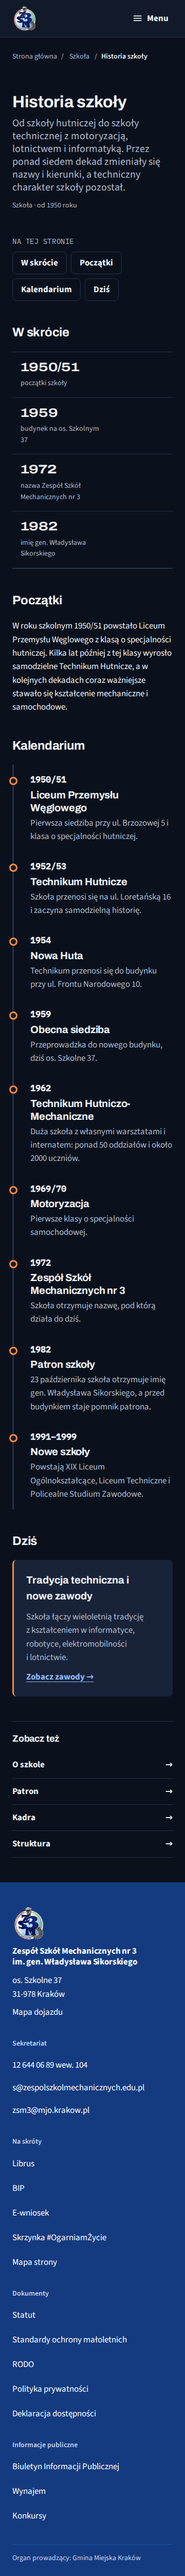 Menu
Strona główna / Szkoła / Historia szkoły
Historia szkoły
Od szkoły hutniczej do szkoły
technicznej z motoryzacją,
lotnictwem i informatyką. Przez
ponad siedem dekad zmieniały się
nazwy i kierunki, a techniczny
charakter szkoły pozostał.
Szkoła · od 1950 roku
NA TEJ STRONIE
W skrócie
Początki
Kalendarium
Dziś
W skrócie
1950/51
początki szkoły
1959
budynek na os. Szkolnym
37
1972
nazwa Zespół Szkół
Mechanicznych nr 3
1982
imię gen. Władysława
Sikorskiego
Początki
W roku szkolnym 1950/51 powstało Liceum
Przemysłu Węglowego z klasą o specjalności
hutniczej. Kilka lat później z tej klasy wyrosło
samodzielne Technikum Hutnicze, a w
kolejnych dekadach coraz ważniejsze
stawało się kształcenie mechaniczne i
samochodowe.
Kalendarium
1950/51
Liceum Przemysłu
Węglowego
Pierwsza siedziba przy ul. Brzozowej 5 i
klasa o specjalności hutniczej.
1952/53
Technikum Hutnicze
Szkoła przenosi się na ul. Loretańską 16
i zaczyna samodzielną historię.
1954
Nowa Huta
Technikum przenosi się do budynku
przy ul. Frontu Narodowego 10.
1959
Obecna siedziba
Przeprowadzka do nowego budynku,
dziś os. Szkolne 37.
1962
Technikum Hutniczo-
Mechaniczne
Duża szkoła z własnymi warsztatami i
internatem: ponad 50 oddziałów i około
2000 uczniów.
1969/70
Motoryzacja
Pierwsze klasy o specjalności
samochodowej.
1972
Zespół Szkół
Mechanicznych nr 3
Szkoła otrzymuje nazwę, pod którą
działa do dziś.
1982
Patron szkoły
23 października szkoła otrzymuje imię
gen. Władysława Sikorskiego, a przed
budynkiem staje pomnik patrona.
1991–1999
Nowe szkoły
Powstają XIX Liceum
Ogólnokształcące, Liceum Techniczne i
Policealne Studium Zawodowe.
Dziś
Tradycja techniczna i
nowe zawody
Szkoła łączy wieloletnią tradycję
z kształceniem w informatyce,
robotyce, elektromobilności
i lotnictwie.
Zobacz zawody →
Zobacz też
O szkole →
Patron →
Kadra →
Struktura →
Zespół Szkół Mechanicznych nr 3
im. gen. Władysława Sikorskiego
os. Szkolne 37
31-978 Kraków
Mapa dojazdu
Sekretariat
12 644 06 89 wew. 104
s@zespolszkolmechanicznych.edu.pl
zsm3@mjo.krakow.pl
Na skróty
Librus
BIP
E-wniosek
Skrzynka #OgarniamŻycie
Mapa strony
Dokumenty
Statut
Standardy ochrony małoletnich
RODO
Polityka prywatności
Deklaracja dostępności
Informacje publiczne
Biuletyn Informacji Publicznej
Wynajem
Konkursy
Organ prowadzący: Gmina Miejska Kraków